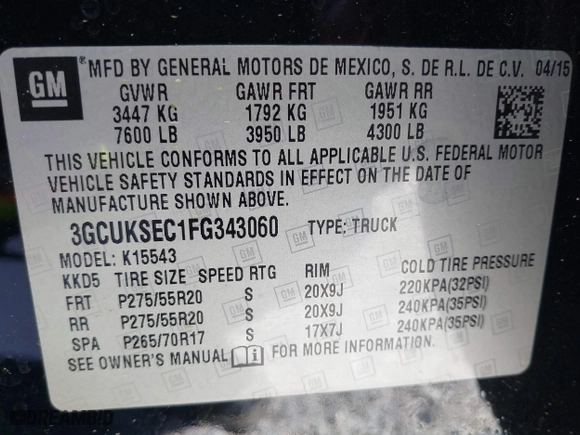 GM ® MFD BY GENERAL MOTORS DE MEXICO, S. DE R.L. DE C.V. 04/15
GVWR GAWR FRT GAWR RR
3447 KG 1792 KG 1951 KG
7600 LB 3950 LB 4300 LB
THIS VEHICLE CONFORMS TO ALL APPLICABLE U.S. FEDERAL MOTOR
VEHICLE SAFETY STANDARDS IN EFFECT ON THE DATE OF
MANUFACTURE SHOWN ABOVE.
3GCUKSEC1FG343060 TYPE: TRUCK
MODEL: K15543
KKD5 TIRE SIZE SPEED RTG RIM COLD TIRE PRESSURE
FRT P275/55R20 S 20X9J 220KPA(32PSI)
RR P275/55R20 S 20X9J 240KPA(35PSI)
SPA P265/70R17 S 17X7J 240KPA(35PSI)
SEE OWNER'S MANUAL FOR MORE INFORMATION.
DREAMBID